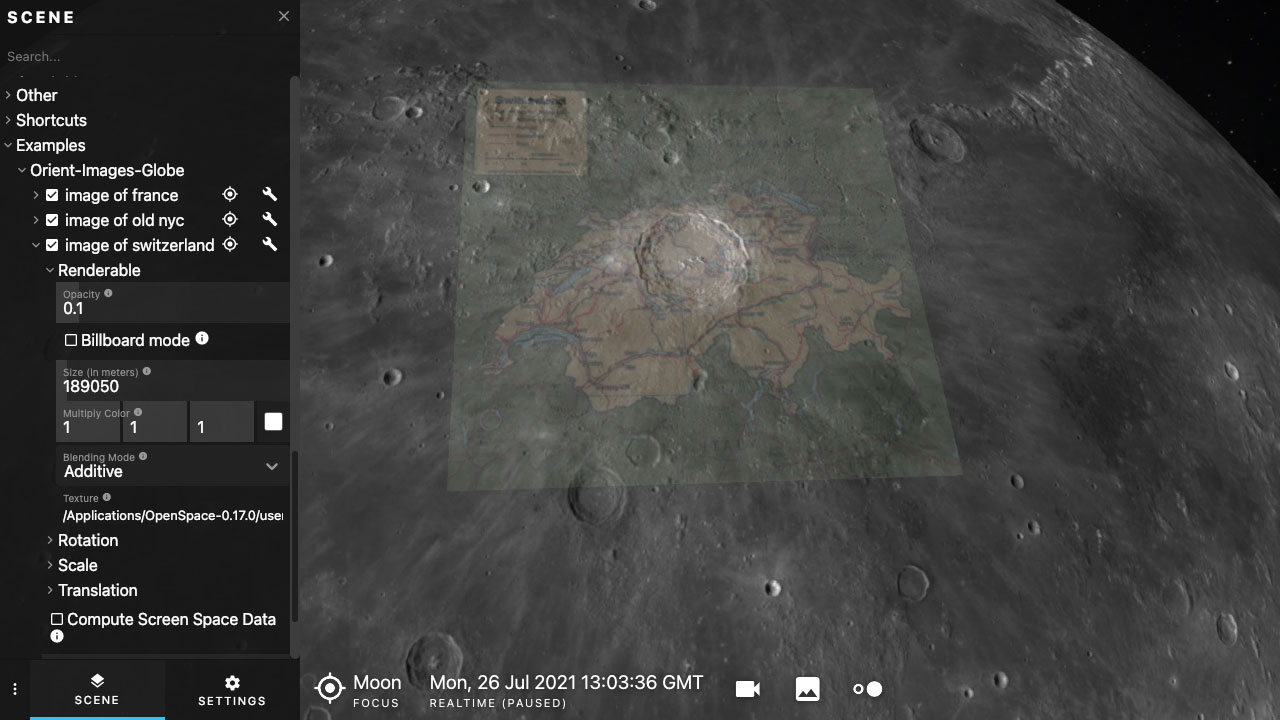 SCENE
Search...
Other
Shortcuts
Examples
Orient-Images-Globe
image of france
image of old nyc
image of switzerland
Renderable
Opacity
0.1
Billboard mode
Size (in meters)
189050
Multiply Color
1 1 1
Blending Mode
Additive
Texture
/Applications/OpenSpace-0.17.0/user
Rotation
Scale
Translation
Compute Screen Space Data
SCENE
SETTINGS
Switzerland
Moon
FOCUS
Mon, 26 Jul 2021 13:03:36 GMT
REALTIME (PAUSED)